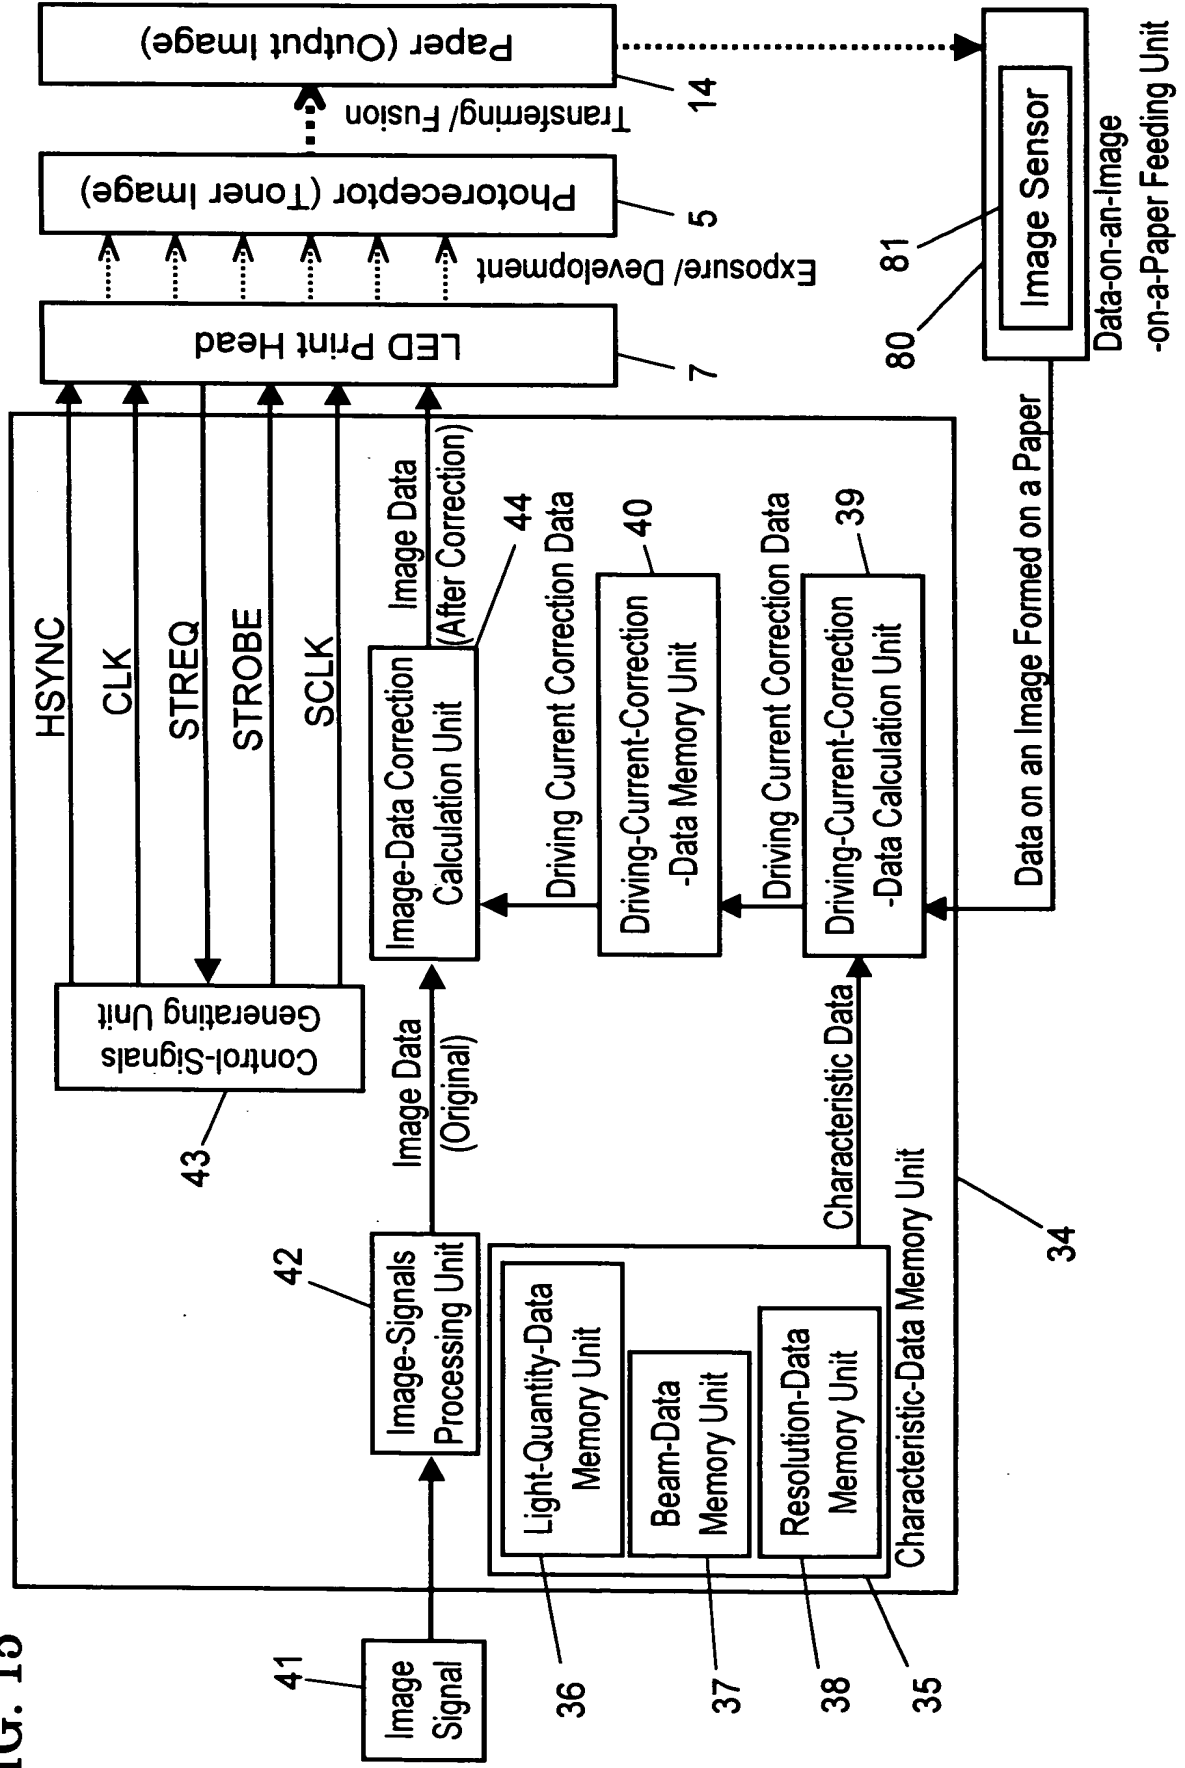 FIG. 15
41
Image
Signal
42
Image-Signals
Processing Unit
Image Data
(Original)
43
Control-Signals
Generating Unit
HSYNC
CLK
STREQ
STROBE
SCLK
Image-Data Correction
Calculation Unit
44
Image Data
(After Correction)
LED Print Head
7
Exposure/ Development
Photoreceptor (Toner Image)
5
Transferring/ Fusion
Paper (Output Image)
14
Driving Current Correction Data
Driving-Current-Correction
-Data Memory Unit
40
Driving Current Correction Data
Driving-Current-Correction
-Data Calculation Unit
39
Characteristic Data
36
Light-Quantity-Data
Memory Unit
37
Beam-Data
Memory Unit
38
Resolution-Data
Memory Unit
35
Characteristic-Data Memory Unit
34
Data on an Image Formed on a Paper
80
81
Image Sensor
Data-on-an-Image
-on-a-Paper Feeding Unit